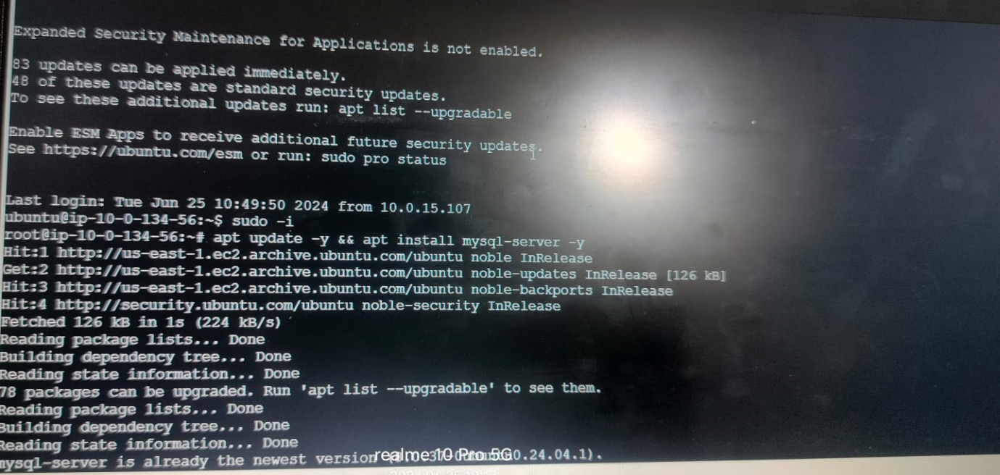 Expanded Security Maintenance for Applications is not enabled.
83 updates can be applied immediately.
48 of these updates are standard security updates.
To see these additional updates run: apt list --upgradable
Enable ESM Apps to receive additional future security updates.
See https://ubuntu.com/esm or run: sudo pro status
Last login: Tue Jun 25 10:49:50 2024 from 10.0.15.107
ubuntu@ip-10-0-134-56:~$ sudo -i
root@ip-10-0-134-56:~# apt update -y && apt install mysql-server -y
Hit:1 http://us-east-1.ec2.archive.ubuntu.com/ubuntu noble InRelease
Get:2 http://us-east-1.ec2.archive.ubuntu.com/ubuntu noble-updates InRelease [126 kB]
Hit:3 http://us-east-1.ec2.archive.ubuntu.com/ubuntu noble-backports InRelease
Hit:4 http://security.ubuntu.com/ubuntu noble-security InRelease
Fetched 126 kB in 1s (224 kB/s)
Reading package lists... Done
Building dependency tree... Done
Reading state information... Done
78 packages can be upgraded. Run 'apt list --upgradable' to see them.
Reading package lists... Done
Building dependency tree... Done
Reading state information... Done
mysql-server is already the newest version 0.24.04.1).
realme 10 Pro 5G